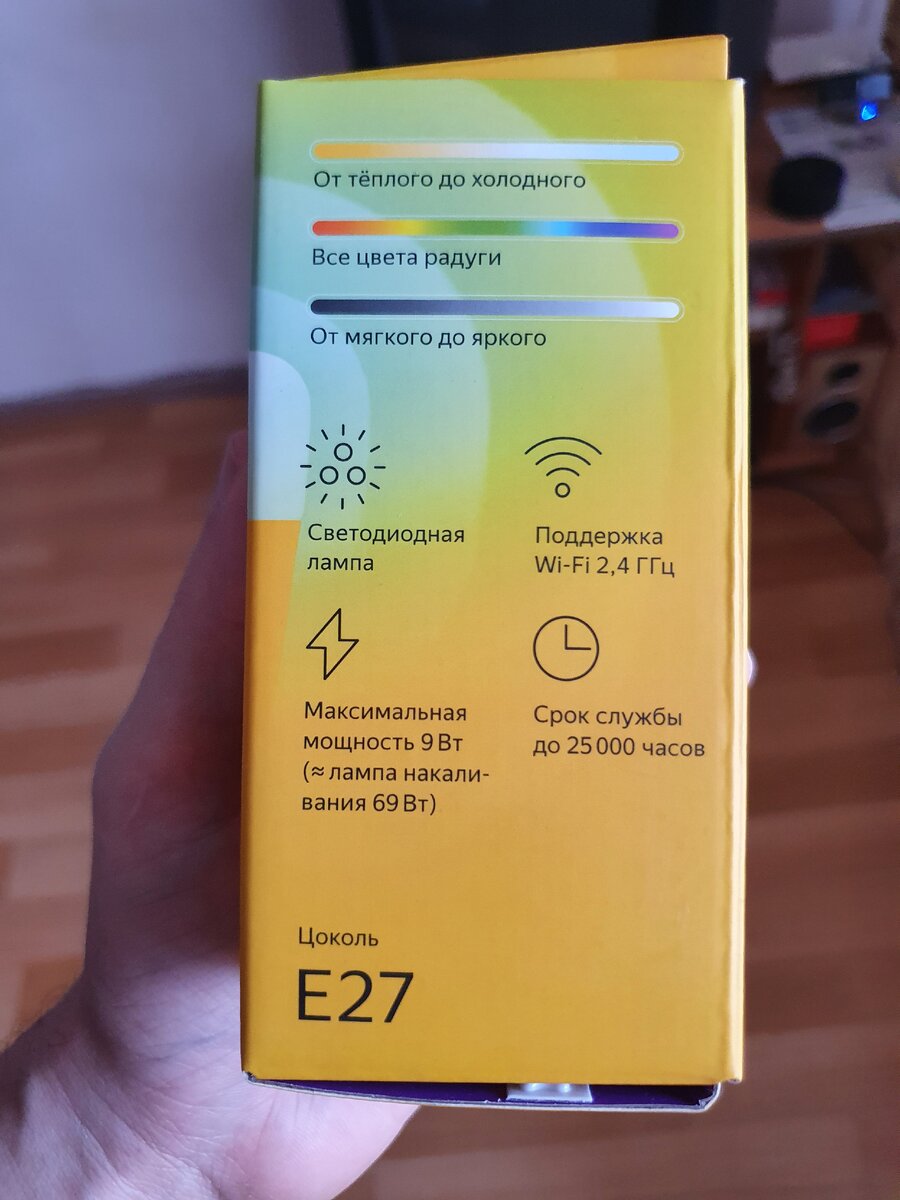 От тёплого до холодного
Все цвета радуги
От мягкого до яркого
Светодиодная
лампа
Поддержка
Wi-Fi 2,4 ГГц
Максимальная
мощность 9 Вт
(≈ лампа накали-
вания 69 Вт)
Срок службы
до 25 000 часов
Цоколь
E27